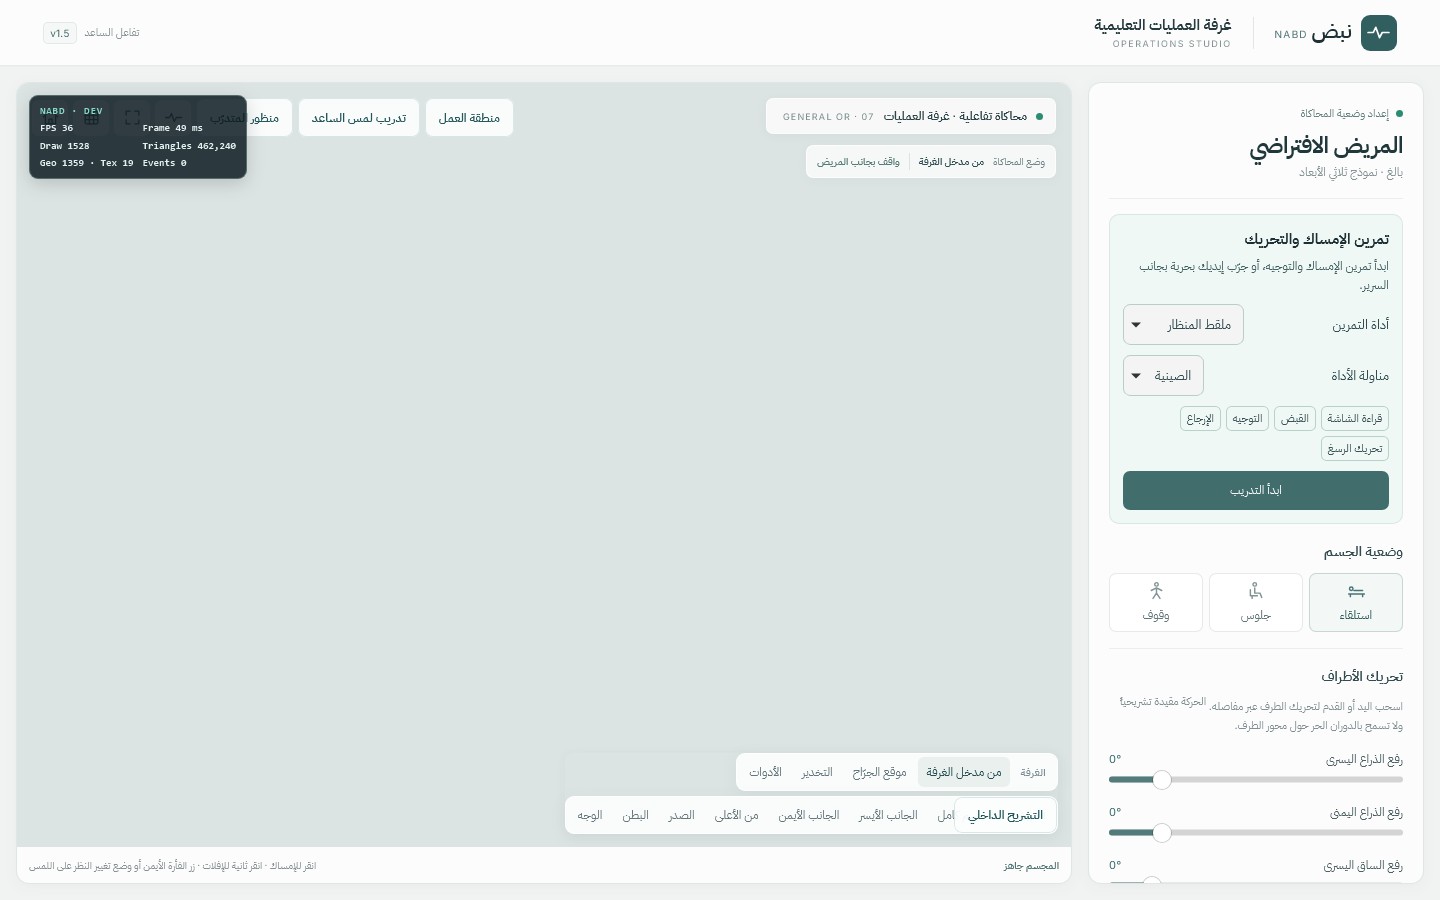 نبض NABD
غرفة العمليات التعليمية
OPERATIONS STUDIO
تفاعل الساعد v1.5
إعداد وضعية المحاكاة
المريض الافتراضي
بالغ · نموذج ثلاثي الأبعاد
تمرين الإمساك والتحريك
ابدأ تمرين الإمساك والتوجيه، أو جرّب إيديك بحرية بجانب
السرير.
أداة التمرين ملقط المنظار
مناولة الأداة الصينية
قراءة الشاشة القبض التوجيه الإرجاع
تحريك الرسغ
ابدأ التدريب
وضعية الجسم
استلقاء جلوس وقوف
تحريك الأطراف
اسحب اليد أو القدم لتحريك الطرف عبر مفاصله. الحركة مقيدة تشريحياً
ولا تسمح بالدوران الحر حول محور الطرف.
رفع الذراع اليسرى 0°
رفع الذراع اليمنى 0°
رفع الساق اليسرى 0°
محاكاة تفاعلية · غرفة العمليات GENERAL OR · 07
وضع المحاكاة من مدخل الغرفة واقف بجانب المريض
منطقة العمل تدريب لمس الساعد منظور
NABD · DEV
FPS 36 Frame 49 ms
Draw 1528 Triangles 462,240
Geo 1359 · Tex 19 Events 0
الغرفة من مدخل الغرفة موقع الجرّاح التخدير الأدوات
التشريح الداخلي الجانب الأيسر الجانب الأيمن من الأعلى الصدر البطن الوجه
المجسم جاهز
انقر للإمساك · انقر ثانية للإفلات · زر الفأرة الأيمن أو وضع تغيير النظر على اللمس